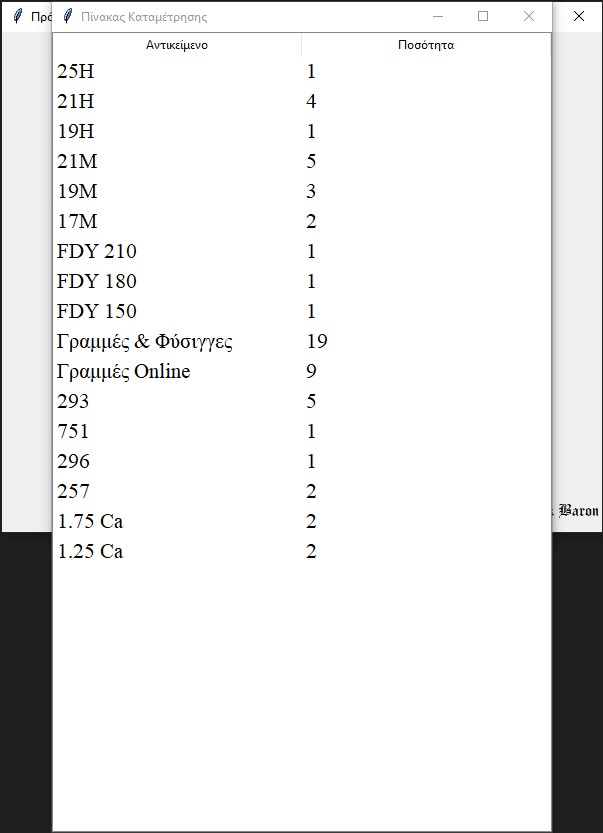 Πίνακας Καταμέτρησης
Αντικείμενο Ποσότητα
25H 1
21H 4
19H 1
21M 5
19M 3
17M 2
FDY 210 1
FDY 180 1
FDY 150 1
Γραμμές & Φύσιγγες 19
Γραμμές Online 9
293 5
751 1
296 1
257 2
1.75 Ca 2
1.25 Ca 2
Baron